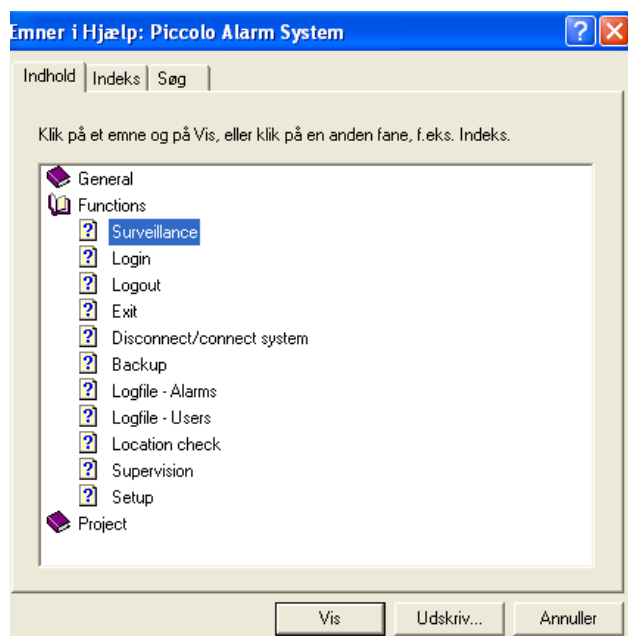 Emner i Hjælp: Piccolo Alarm System
Indhold Indeks Søg
Klik på et emne og på Vis, eller klik på en anden fane, f.eks. Indeks.
General
Functions
Surveillance
Login
Logout
Exit
Disconnect/connect system
Backup
Logfile - Alarms
Logfile - Users
Location check
Supervision
Setup
Project
Vis Udskriv... Annuller